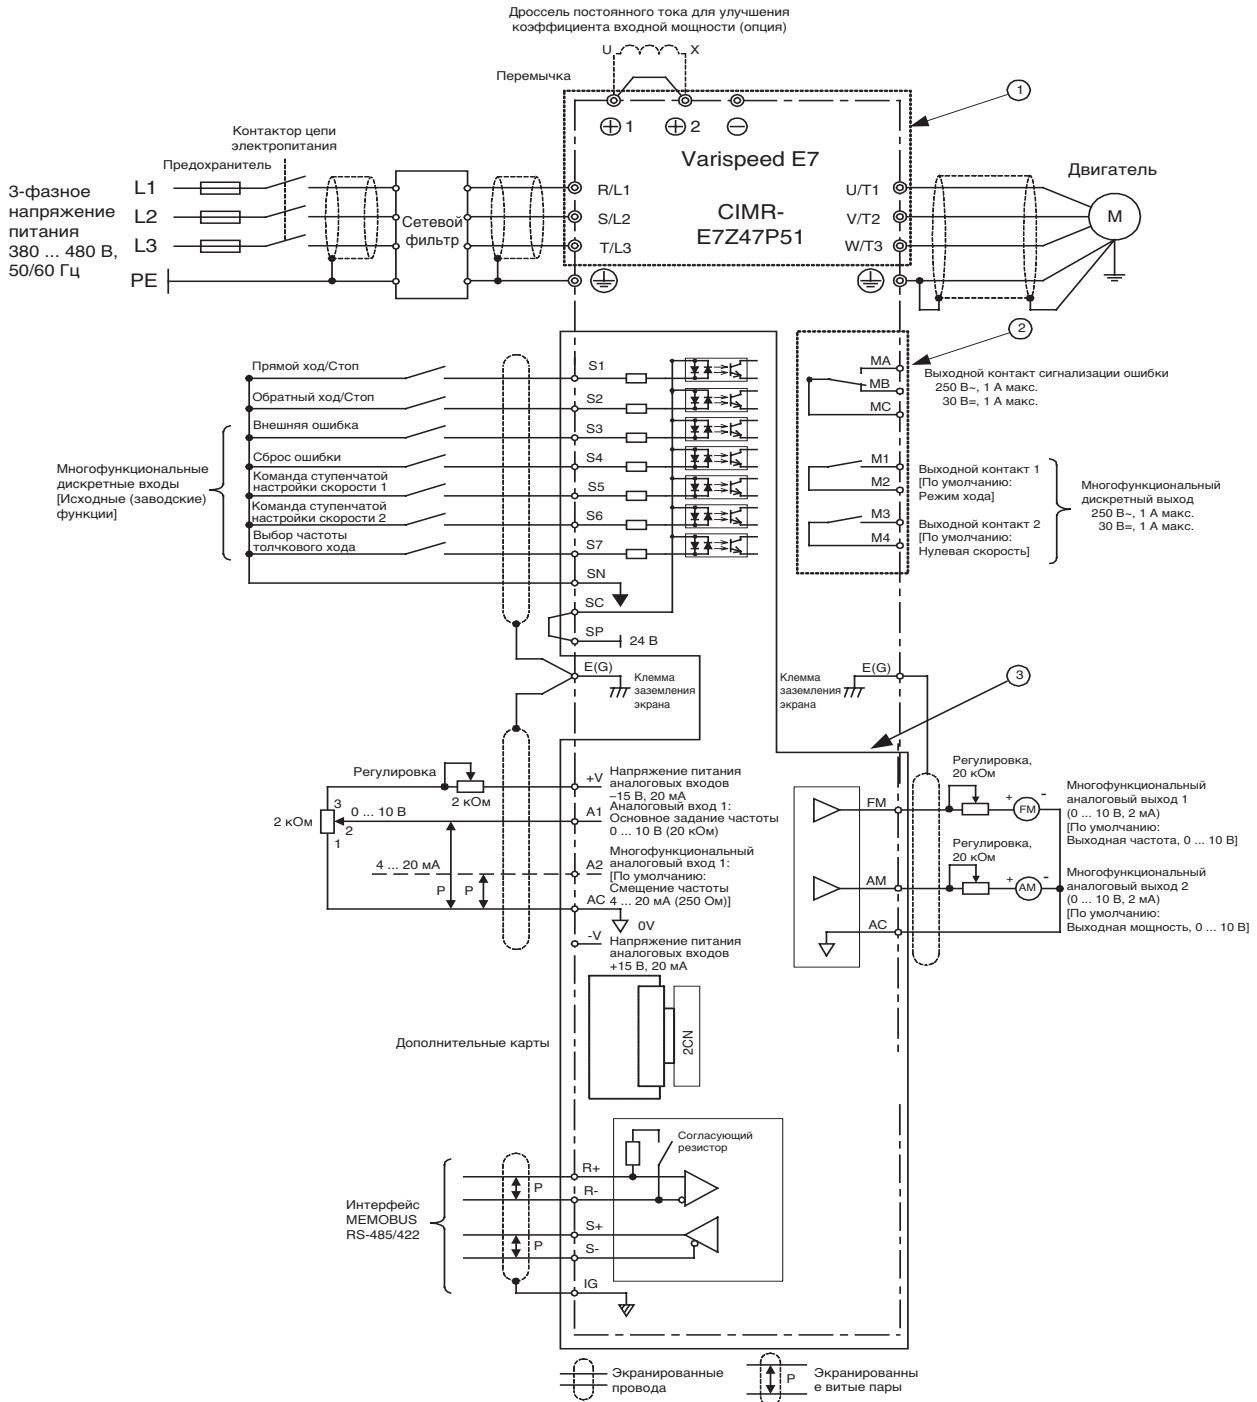 Дроссель постоянного тока для улучшения
коэффициента входной мощности (опция)
U
X
Перемычка
1
1
2
Varispeed E7
CIMR-
E7Z47P51
Контактор цепи
электропитания
Предохранитель
3-фазное
напряжение
питания
380 ... 480 В,
50/60 Гц
L1
L2
L3
PE
Сетевой
фильтр
R/L1
S/L2
T/L3
U/T1
V/T2
W/T3
Двигатель
M
2
Прямой ход/Стоп
Обратный ход/Стоп
Внешняя ошибка
Сброс ошибки
Команда ступенчатой
настройки скорости 1
Команда ступенчатой
настройки скорости 2
Выбор частоты
толчкового хода
Многофункциональные
дискретные входы
[Исходные (заводские)
функции]
S1
S2
S3
S4
S5
S6
S7
SN
SC
SP
24 В
E(G)
Клемма
заземления
экрана
MA
MB
MC
M1
M2
M3
M4
Выходной контакт сигнализации ошибки
250 В~, 1 А макс.
30 В=, 1 А макс.
Выходной контакт 1
[По умолчанию:
Режим хода]
Выходной контакт 2
[По умолчанию:
Нулевая скорость]
Многофункциональный
дискретный выход
250 В~, 1 А макс.
30 В=, 1 А макс.
Клемма
заземления
экрана
E(G)
3
Регулировка
2 кОм
2 кОм
3
2
1
0 ... 10 В
4 ... 20 мА
P
P
+V
Напряжение питания
аналоговых входов
–15 В, 20 мА
A1
Аналоговый вход 1:
Основное задание частоты
0 ... 10 В (20 кОм)
A2
Многофункциональный
аналоговый вход 1:
[По умолчанию:
Смещение частоты
4 ... 20 мА (250 Ом)]
AC
0V
-V
Напряжение питания
аналоговых входов
+15 В, 20 мА
FM
AM
AC
Регулировка,
20 кОм
+
FM
-
Регулировка,
20 кОм
+
AM
-
Многофункциональный
аналоговый выход 1
(0 ... 10 В, 2 мА)
[По умолчанию:
Выходная частота, 0 ... 10 В]
Многофункциональный
аналоговый выход 2
(0 ... 10 В, 2 мА)
[По умолчанию:
Выходная мощность, 0 ... 10 В]
Дополнительные карты
2CN
Согласующий
резистор
Интерфейс
MEMOBUS
RS-485/422
P
P
R+
R-
S+
S-
IG
Экранированные
провода
P
Экранированны
е витые пары